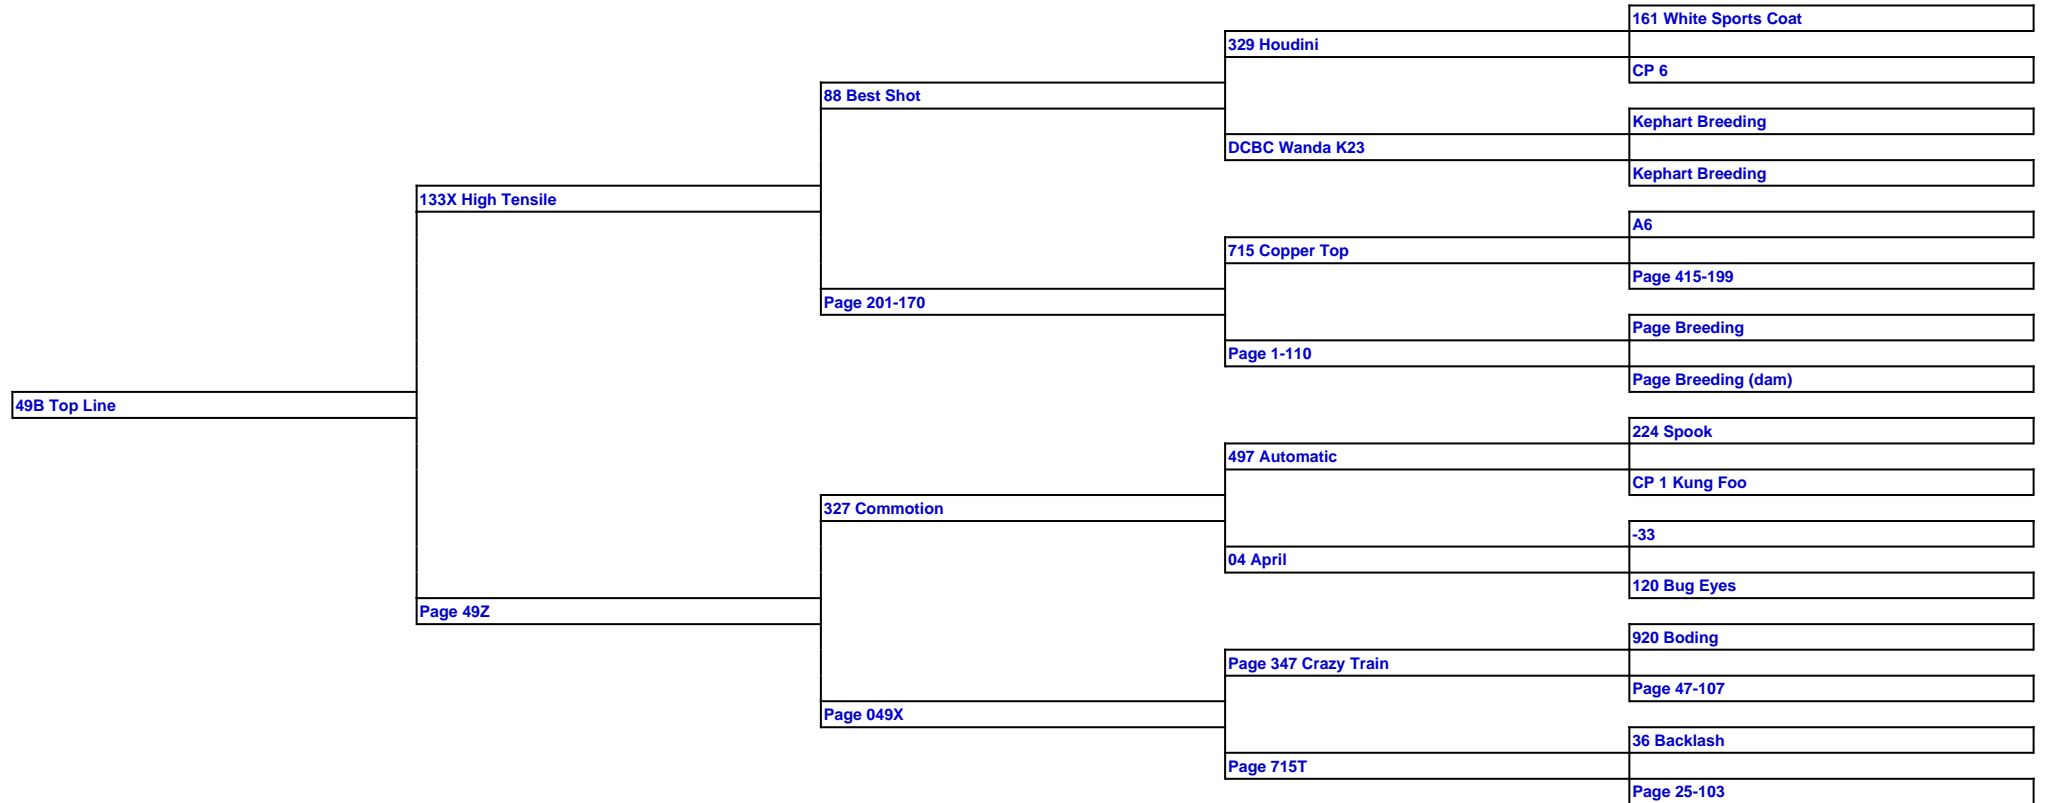 161 White Sports Coat
329 Houdini
CP 6
88 Best Shot
Kephart Breeding
DCBC Wanda K23
Kephart Breeding
133X High Tensile
A6
715 Copper Top
Page 415-199
Page 201-170
Page Breeding
Page 1-110
Page Breeding (dam)
49B Top Line
224 Spook
497 Automatic
CP 1 Kung Foo
327 Commotion
-33
04 April
120 Bug Eyes
Page 49Z
920 Boding
Page 347 Crazy Train
Page 47-107
Page 049X
36 Backlash
Page 715T
Page 25-103